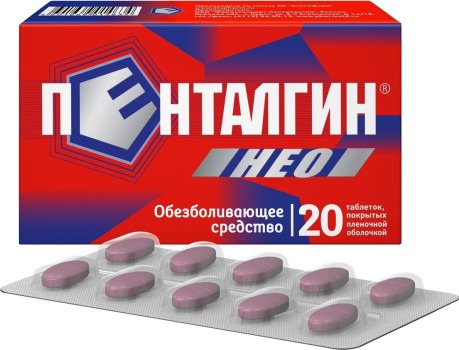 ПЕНТАЛГИН®
НЕО
Обезболивающее
средство
20
таблеток,
покрытых
пленочной
оболочкой